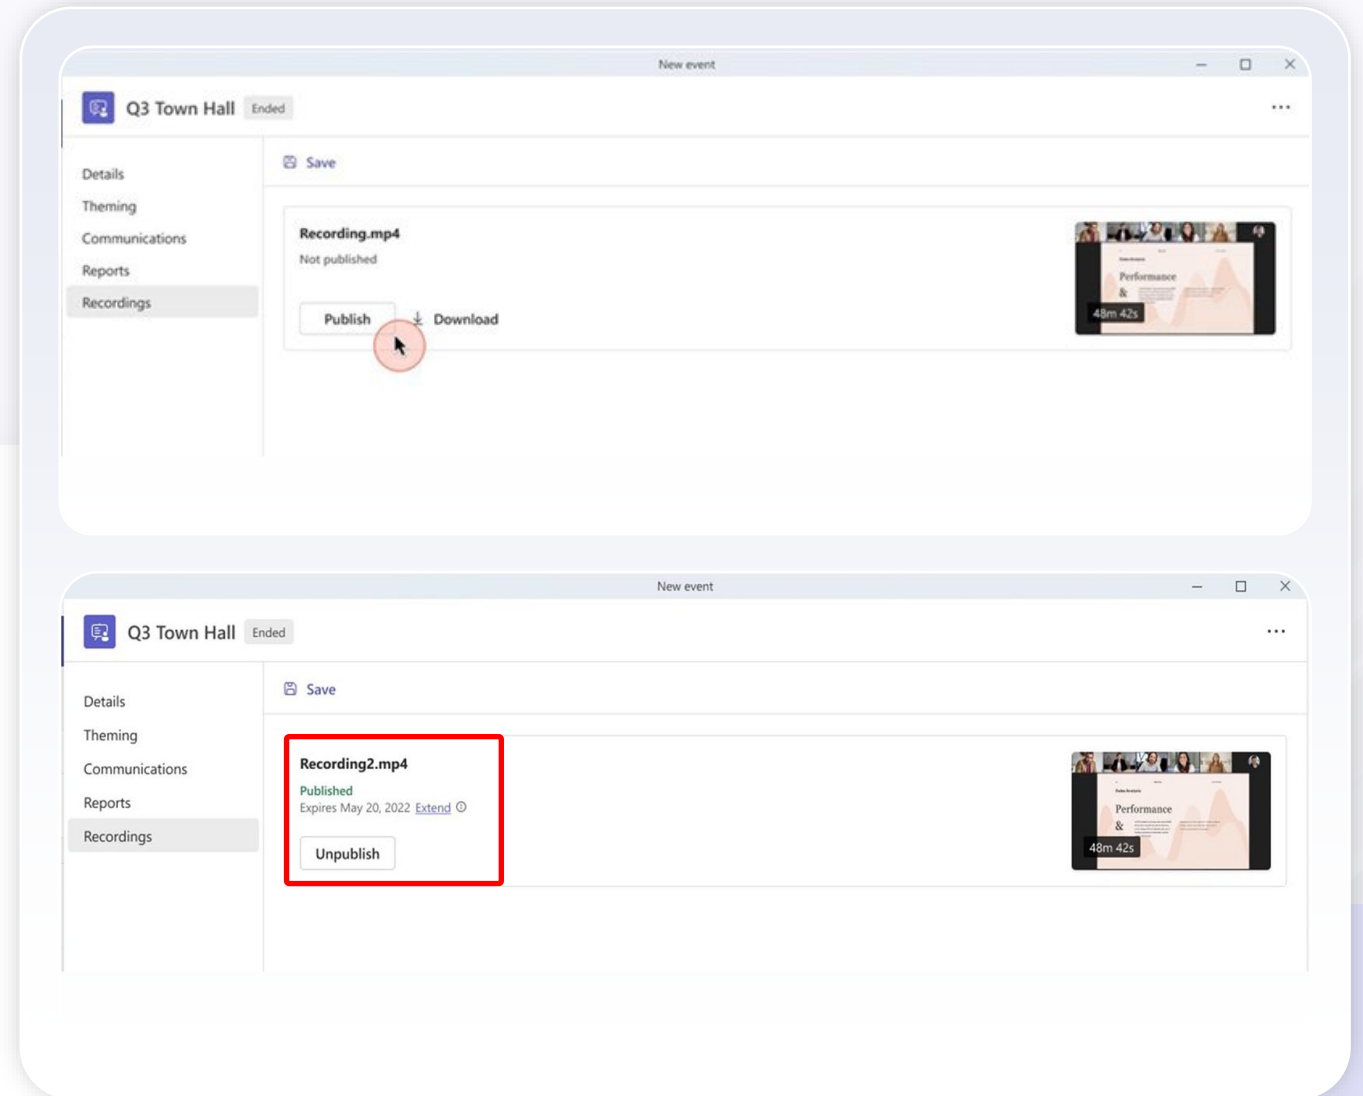 New event
Q3 Town Hall Ended
Details
Theming
Communications
Reports
Recordings
Save
Recording.mp4
Not published
Publish Download
Performance
&
48m 42s
New event
Q3 Town Hall Ended
Details
Theming
Communications
Reports
Recordings
Save
Recording2.mp4
Published
Expires May 20, 2022 Extend
Unpublish
Performance
&
48m 42s